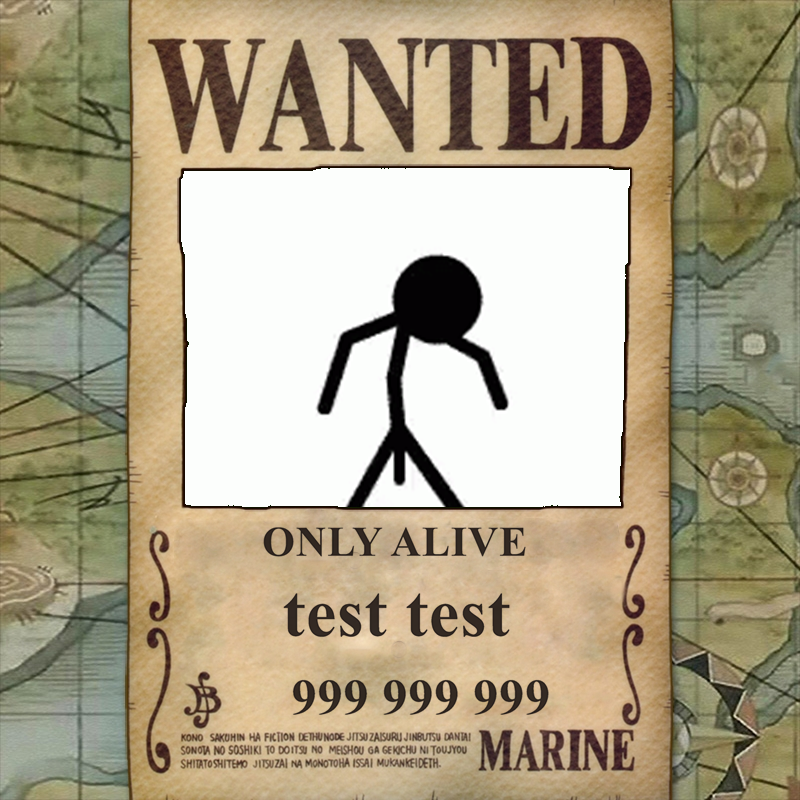 WANTED
ONLY ALIVE
test test
999 999 999
KONO SAKUHIN HA FICTION DETHUNODE JITSUZAISURU JINBUTSU DANTAI
SONOTA NO SOSHIKI TO DOITSU NO MEISHOU GA GEKICHU NI TOUJYOU
SHITATOSHITEMO JITSUZAI NA MONOTOHA ISSAI MUKANKEIDETH.
MARINE